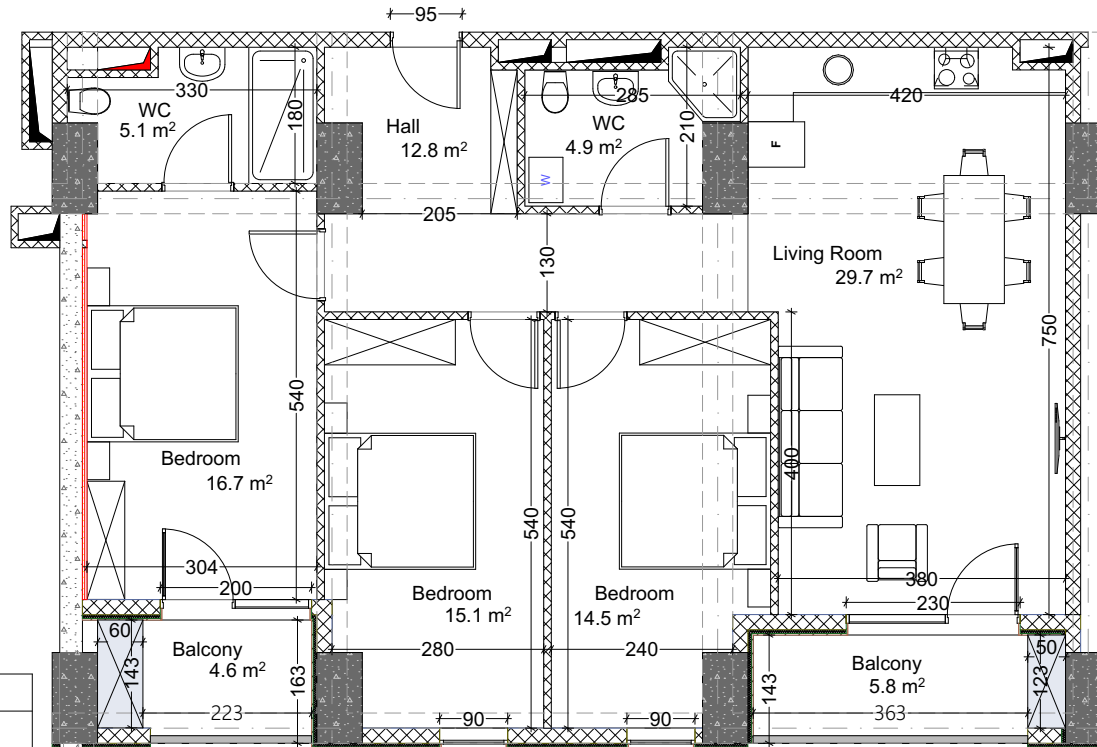 95
330
WC
5.1 m²
180
Hall
12.8 m²
285
WC
4.9 m²
210
W
420
F
205
130
Living Room
29.7 m²
750
540
Bedroom
16.7 m²
400
540
540
304
200
Bedroom
15.1 m²
Bedroom
14.5 m²
380
230
60
143
Balcony
4.6 m²
163
223
280
240
90
90
143
Balcony
5.8 m²
363
50
123